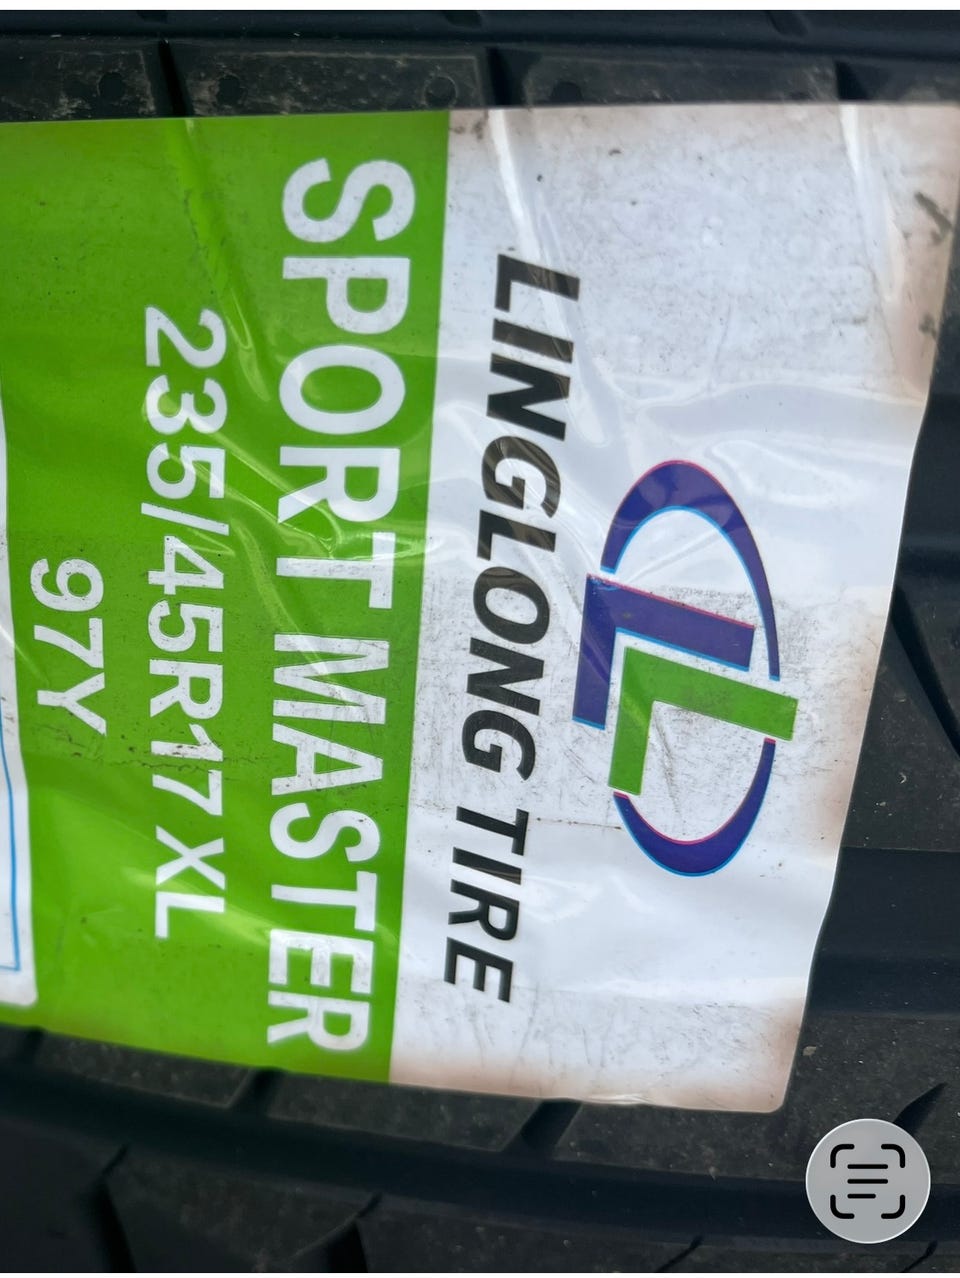 LINGLONG TIRE
SPORT MASTER
235/45R17 XL
97Y